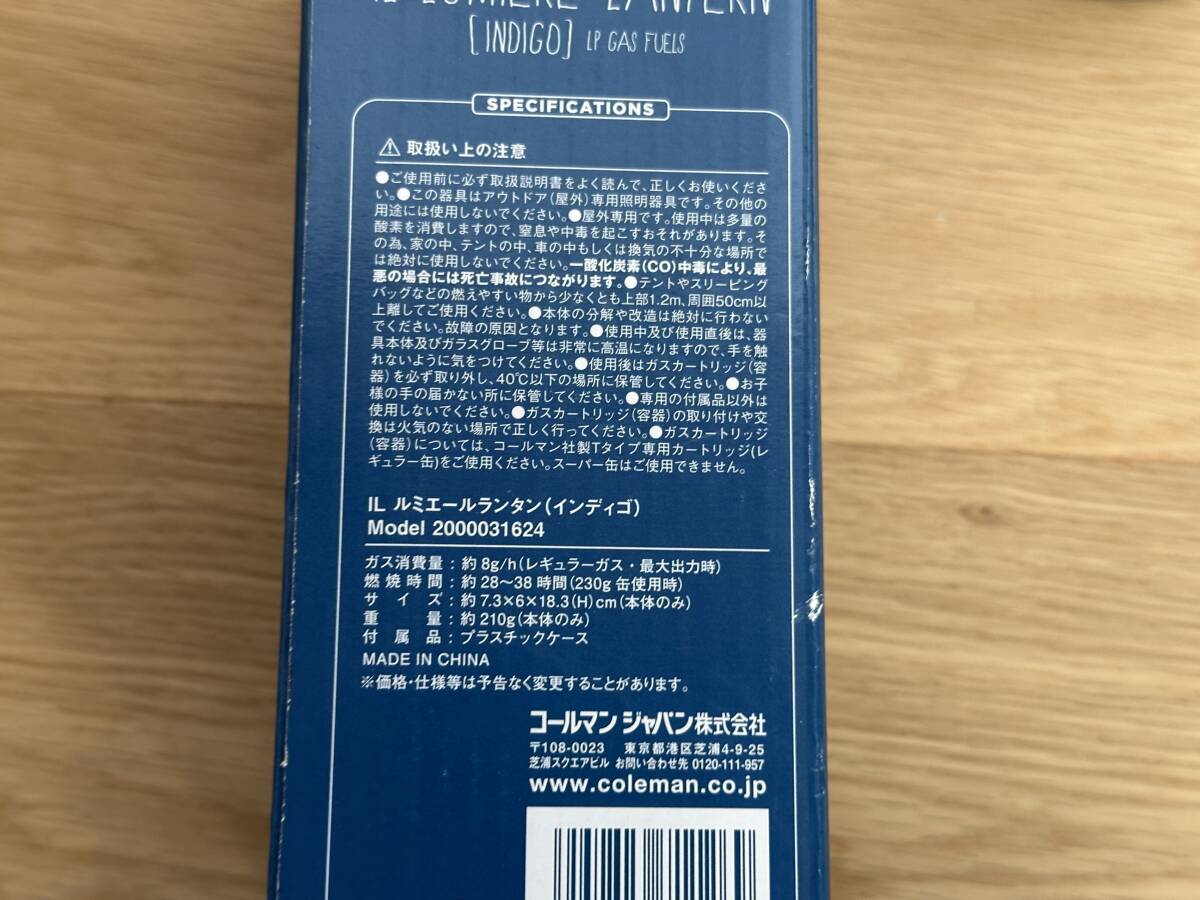 IL LUMIERE LANTERN
[INDIGO] LP GAS FUELS
SPECIFICATIONS
⚠ 取扱い上の注意
●ご使用前に必ず取扱説明書をよく読んで、正しくお使いくださ
い。●この器具はアウトドア(屋外)専用照明器具です。その他の
用途には使用しないでください。●屋外専用です。使用中は多量の
酸素を消費しますので、窒息や中毒を起こすおそれがあります。そ
の為、家の中、テントの中、車の中もしくは換気の不十分な場所で
は絶対に使用しないでください。一酸化炭素(CO)中毒により、最
悪の場合には死亡事故につながります。●テントやスリーピング
バッグなどの燃えやすい物から少なくとも上部1.2m、周囲50cm以
上離してご使用ください。●本体の分解や改造は絶対に行わない
でください。故障の原因となります。●使用中及び使用直後は、器
具本体及びガラスグローブ等は非常に高温になりますので、手を触
れないように気をつけてください。●使用後はガスカートリッジ(容
器)を必ず取り外し、40℃以下の場所に保管してください。●お子
様の手の届かない所に保管してください。●専用の付属品以外は
使用しないでください。●ガスカートリッジ(容器)の取り付けや交
換は火気のない場所で正しく行ってください。●ガスカートリッジ
(容器)については、コールマン社製Tタイプ専用カートリッジ(レ
ギュラー缶)をご使用ください。スーパー缶はご使用できません。
IL ルミエールランタン(インディゴ)
Model 2000031624
ガス消費量：約8g/h(レギュラーガス・最大出力時)
燃焼時間：約28〜38時間(230g缶使用時)
サイズ：約7.3×6×18.3(H)cm(本体のみ)
重量：約210g(本体のみ)
付属品：プラスチックケース
MADE IN CHINA
※価格・仕様等は予告なく変更することがあります。
コールマン ジャパン株式会社
〒108-0023 東京都港区芝浦4-9-25
芝浦スクエアビル お問い合わせ先 0120-111-957
www.coleman.co.jp